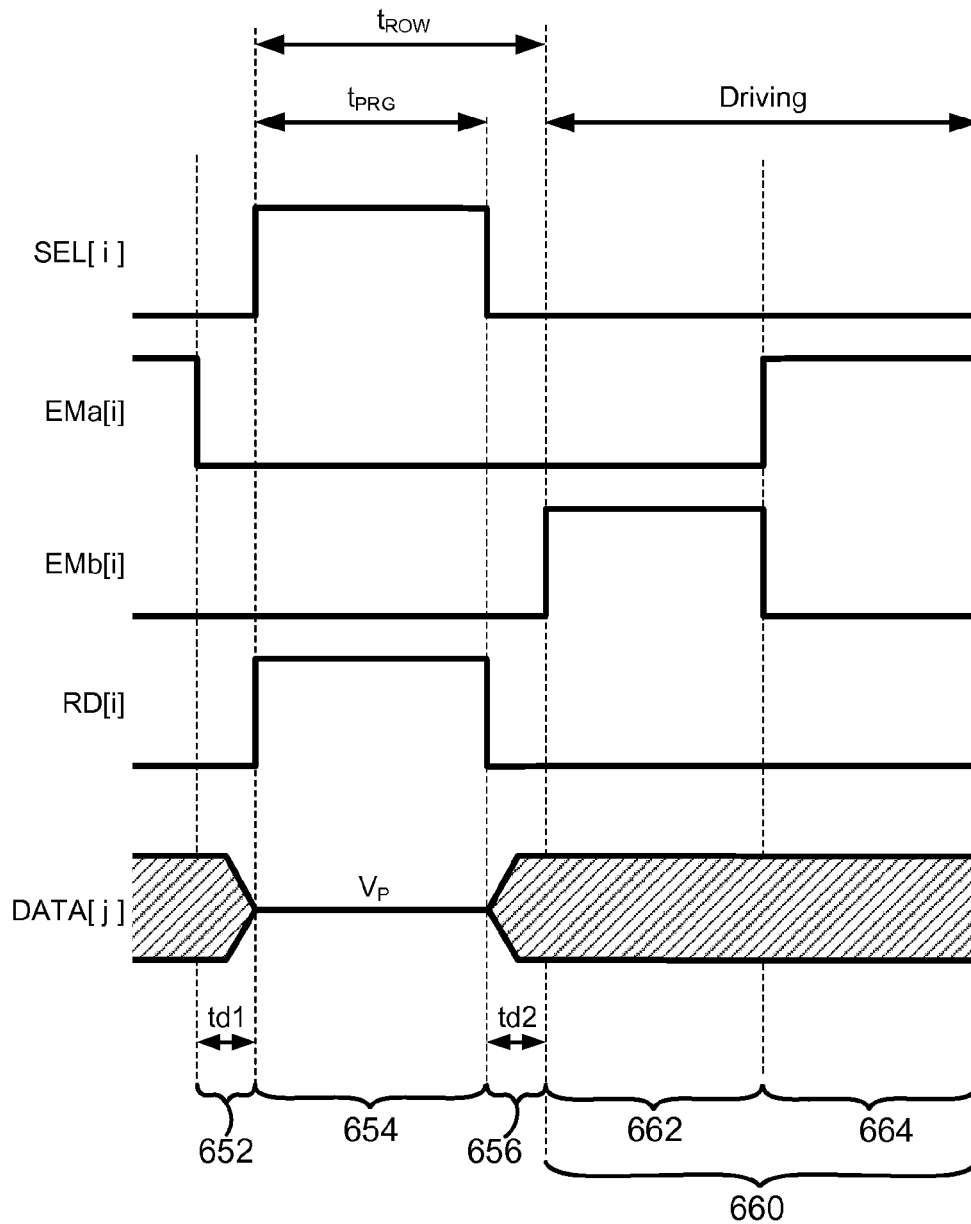 tROW
tPRG
Driving
SEL[ i ]
EMa[i]
EMb[i]
RD[i]
VP
DATA[ j ]
td1
td2
652
654
656
662
664
660